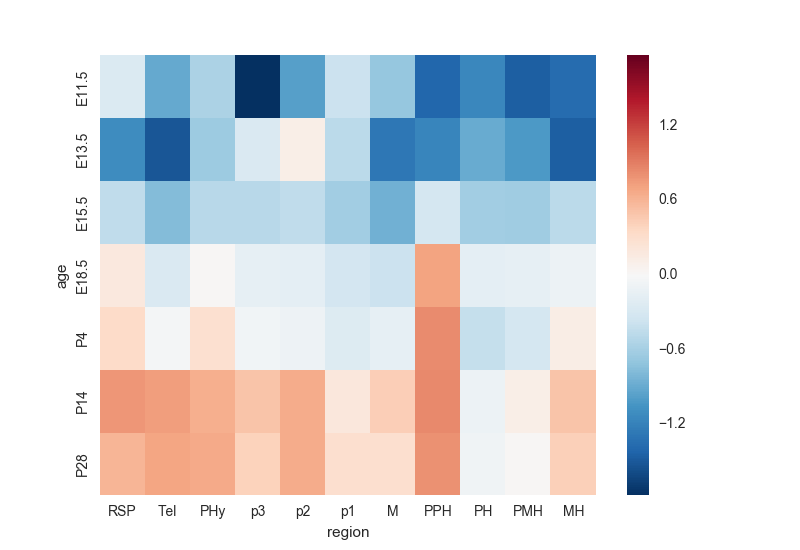 E11.5
E13.5
E15.5
E18.5
P4
P14
P28
age
RSP Tel PHy p3 p2 p1 M PPH PH PMH MH
region
1.2
0.6
0.0
−0.6
−1.2